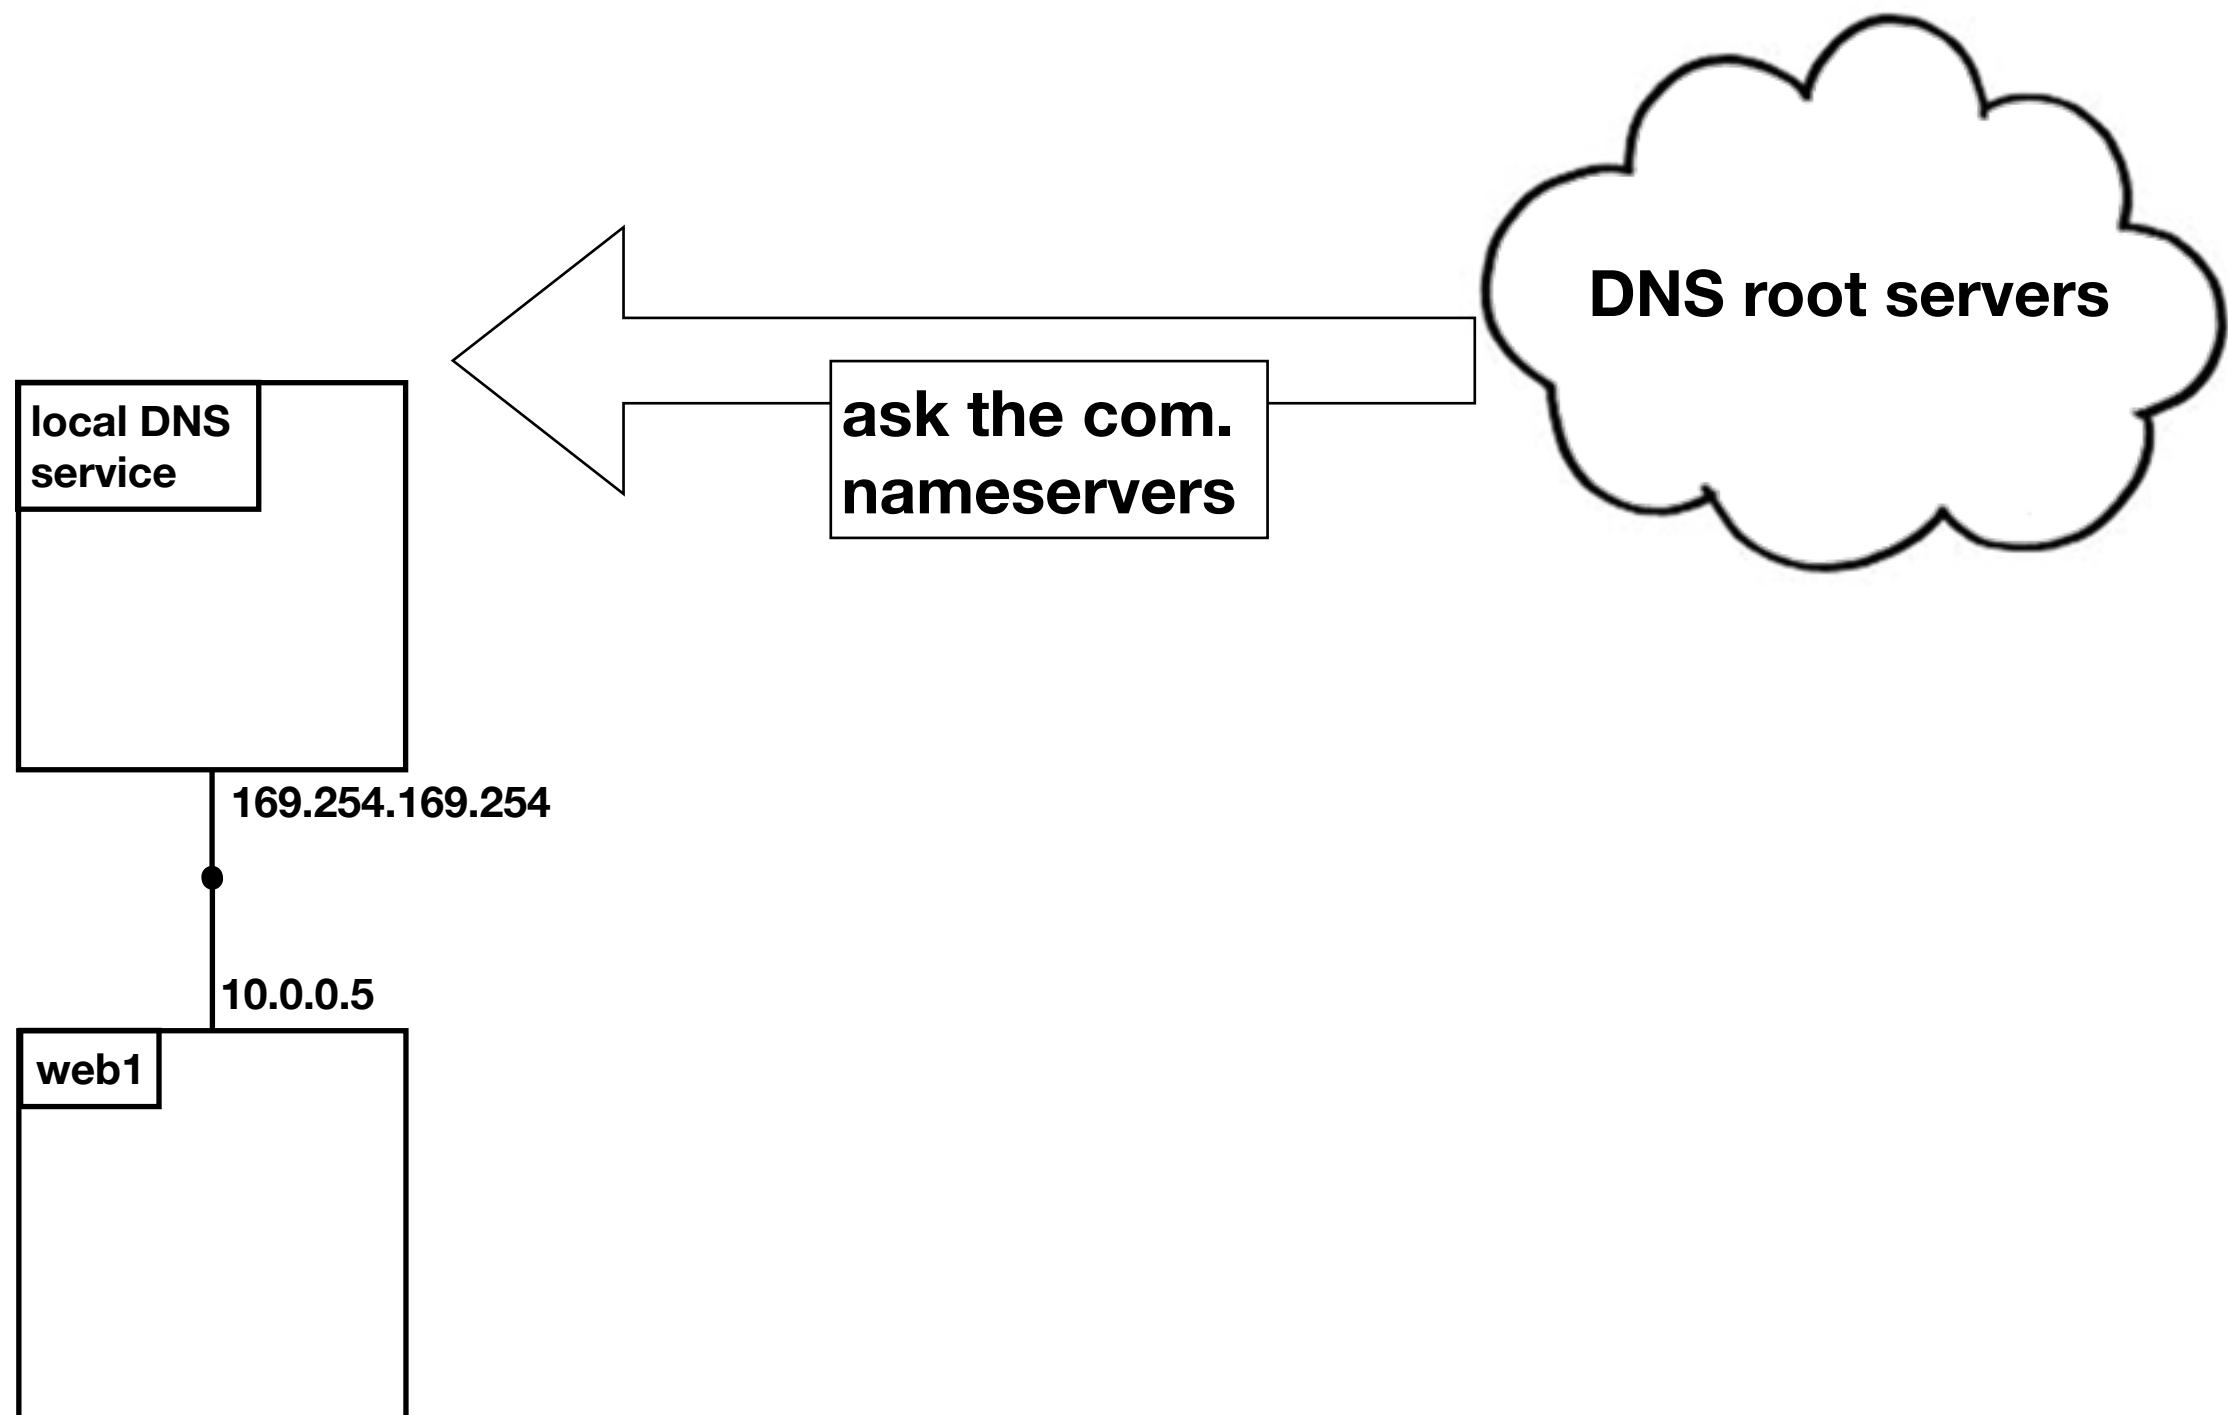 DNS root servers
ask the com.
nameservers
local DNS
service
169.254.169.254
10.0.0.5
web1